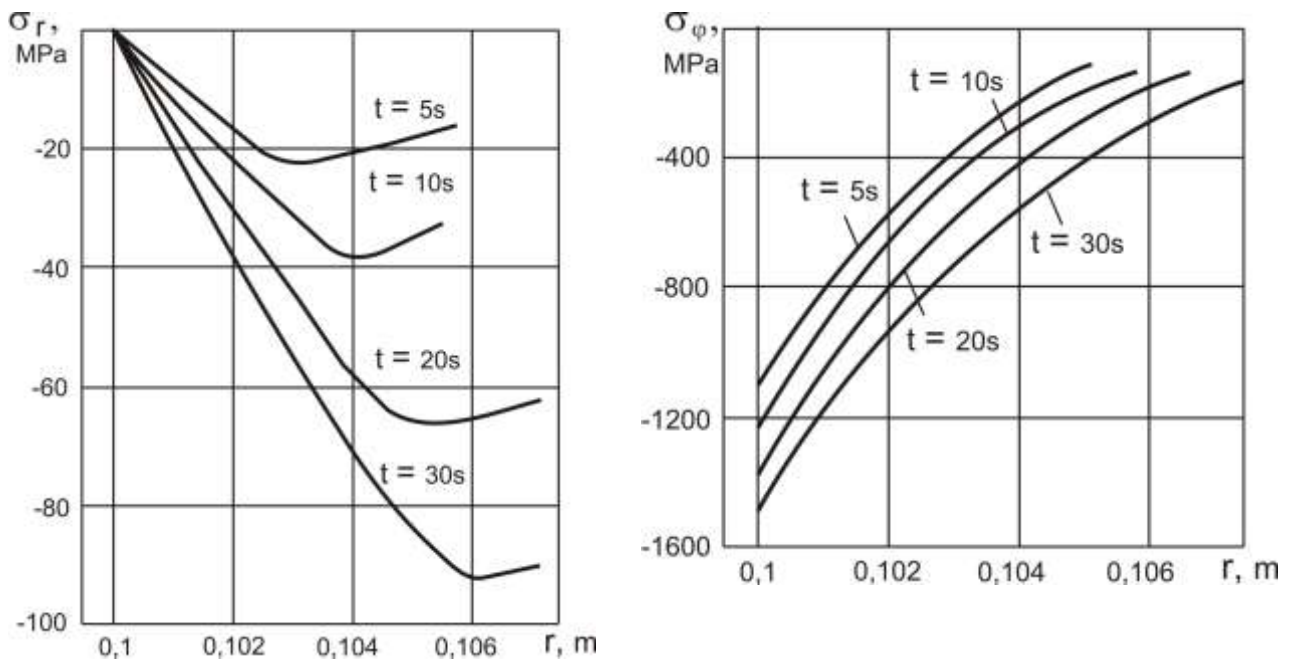 σr,
MPa
t = 5s
-20
t = 10s
-40
t = 20s
-60
t = 30s
-80
-100
0,1 0,102 0,104 0,106 r, m
σφ,
MPa
t = 10s
-400
t = 5s
t = 30s
-800
t = 20s
-1200
-1600
0,1 0,102 0,104 0,106 r, m